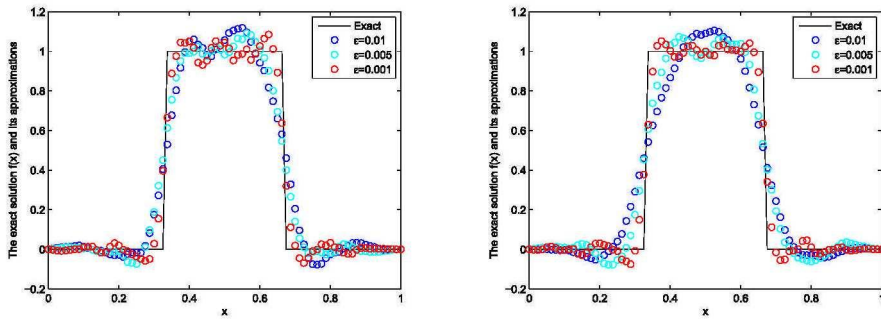 The exact solution f(x) and its approximations
1.2
1
0.8
0.6
0.4
0.2
0
-0.2
0
0.2
0.4
0.6
0.8
1
x
Exact
ε=0.01
ε=0.005
ε=0.001
The exact solution f(x) and its approximations
1.2
1
0.8
0.6
0.4
0.2
0
-0.2
0
0.2
0.4
0.6
0.8
1
x
Exact
ε=0.01
ε=0.005
ε=0.001